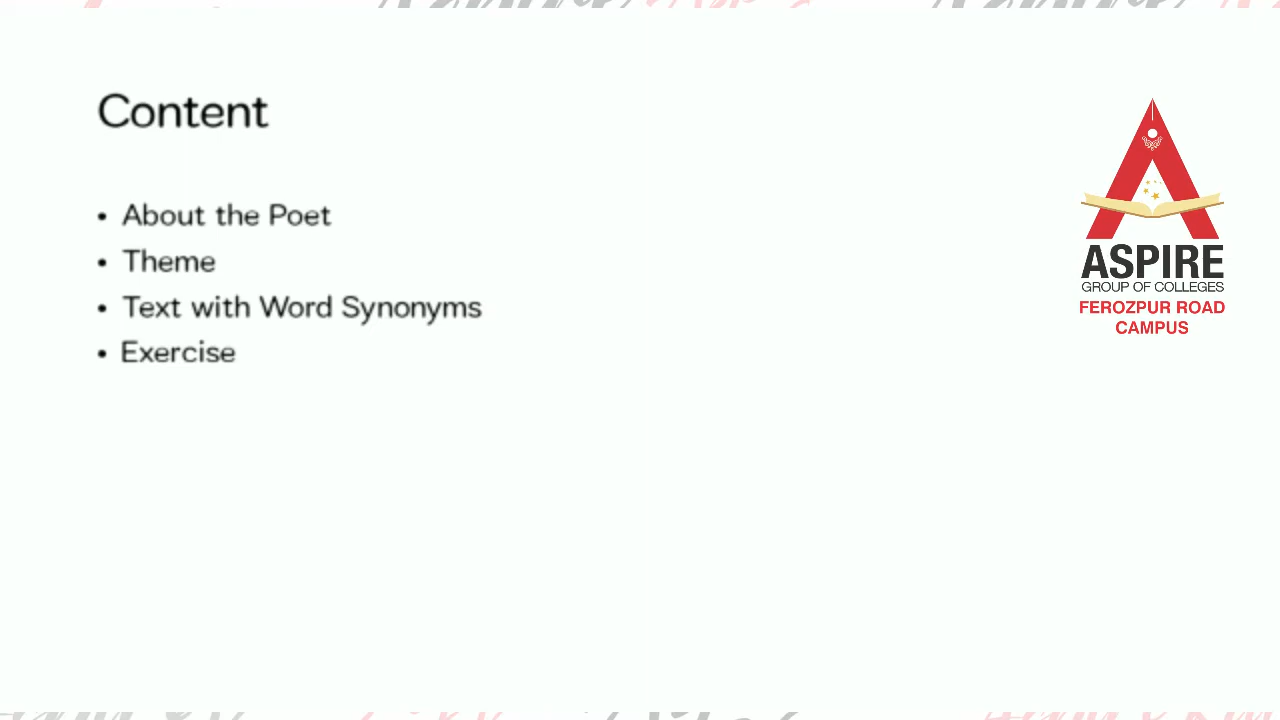 Content
• About the Poet
• Theme
• Text with Word Synonyms
• Exercise
ASPIRE
GROUP OF COLLEGES
FEROZPUR ROAD
CAMPUS